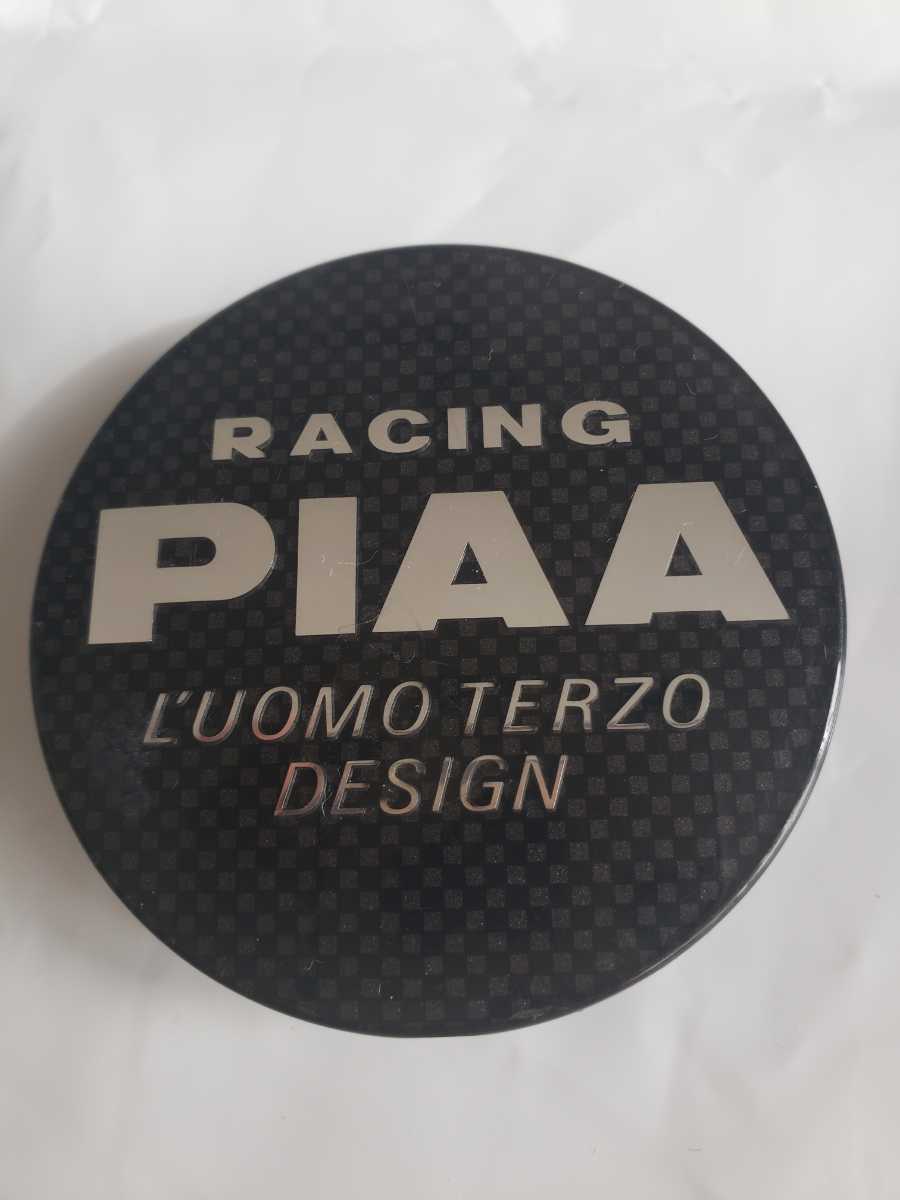 RACING
PIAA
L'UOMO TERZO
DESIGN